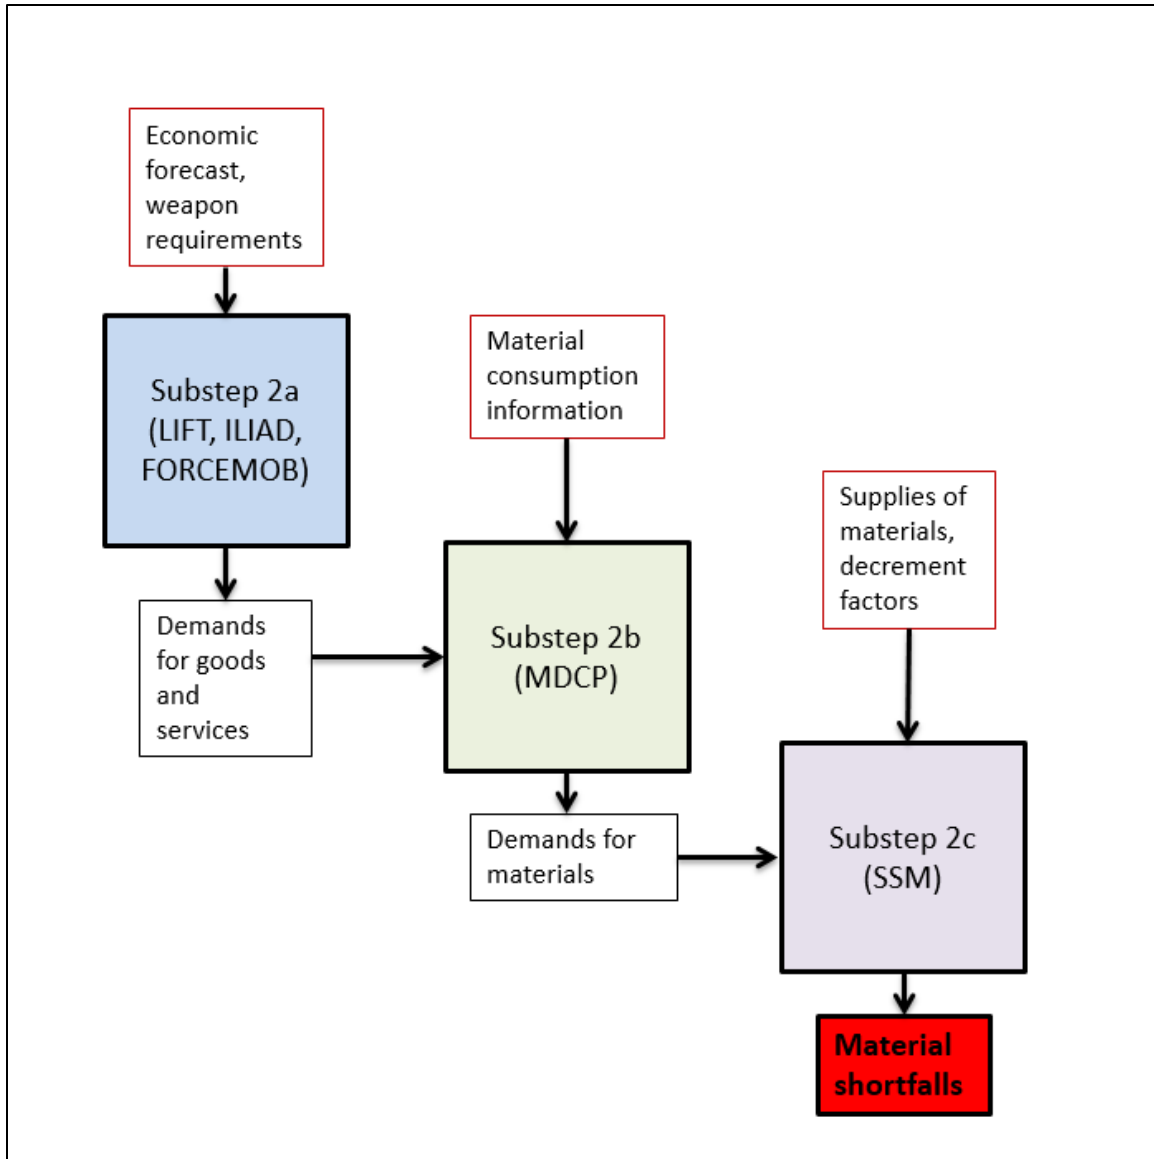 Economic
forecast,
weapon
requirements
Substep 2a
(LIFT, ILIAD,
FORCEMOB)
Material
consumption
information
Demands
for goods
and
services
Substep 2b
(MDCP)
Supplies of
materials,
decrement
factors
Demands for
materials
Substep 2c
(SSM)
Material
shortfalls